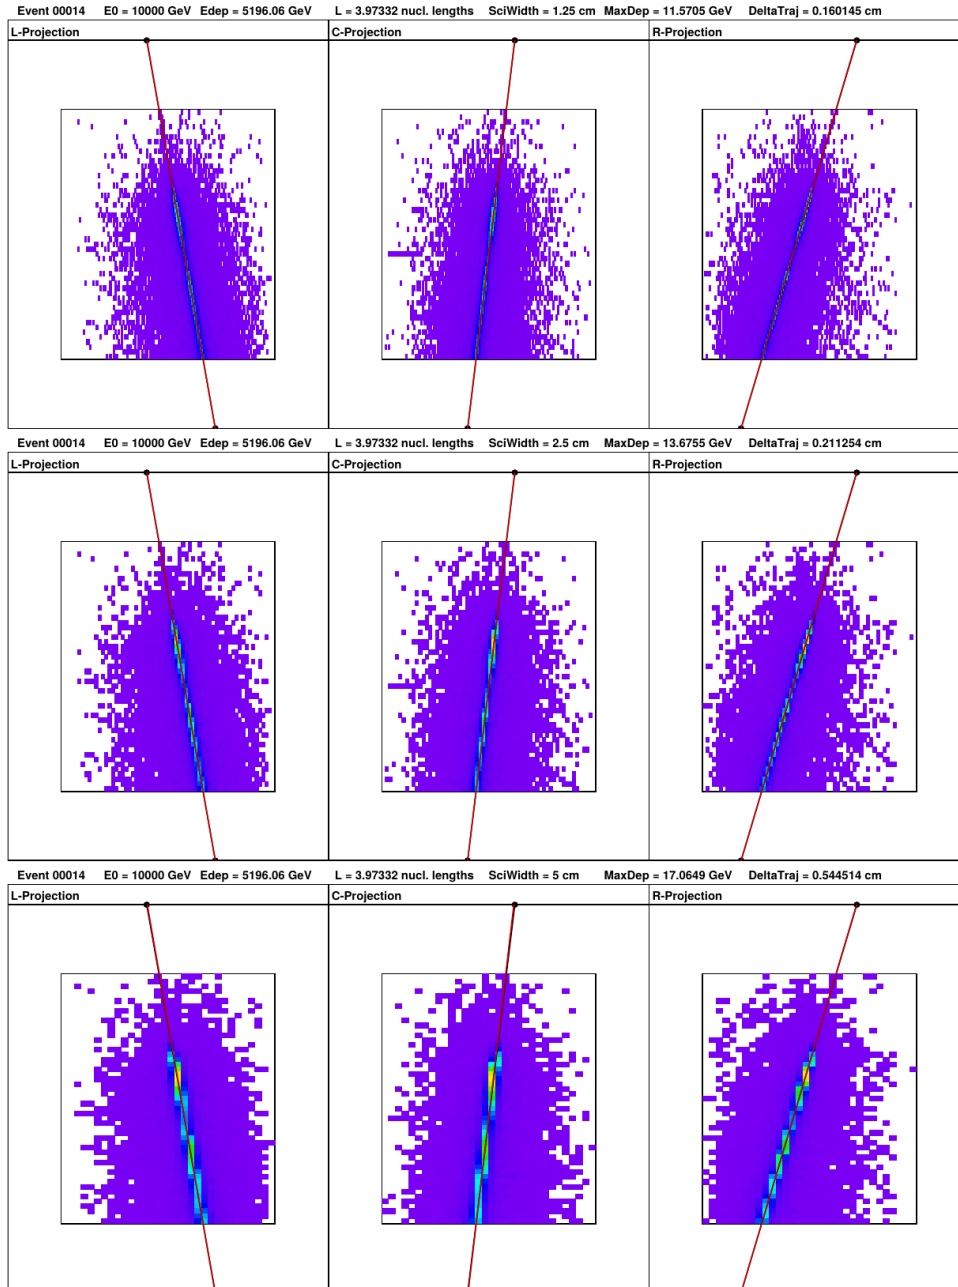 Event 00014 E0 = 10000 GeV Edep = 5196.06 GeV L = 3.97332 nucl. lengths SciWidth = 1.25 cm MaxDep = 11.5705 GeV DeltaTraj = 0.160145 cm
L-Projection C-Projection R-Projection
Event 00014 E0 = 10000 GeV Edep = 5196.06 GeV L = 3.97332 nucl. lengths SciWidth = 2.5 cm MaxDep = 13.6755 GeV DeltaTraj = 0.211254 cm
L-Projection C-Projection R-Projection
Event 00014 E0 = 10000 GeV Edep = 5196.06 GeV L = 3.97332 nucl. lengths SciWidth = 5 cm MaxDep = 17.0649 GeV DeltaTraj = 0.544514 cm
L-Projection C-Projection R-Projection